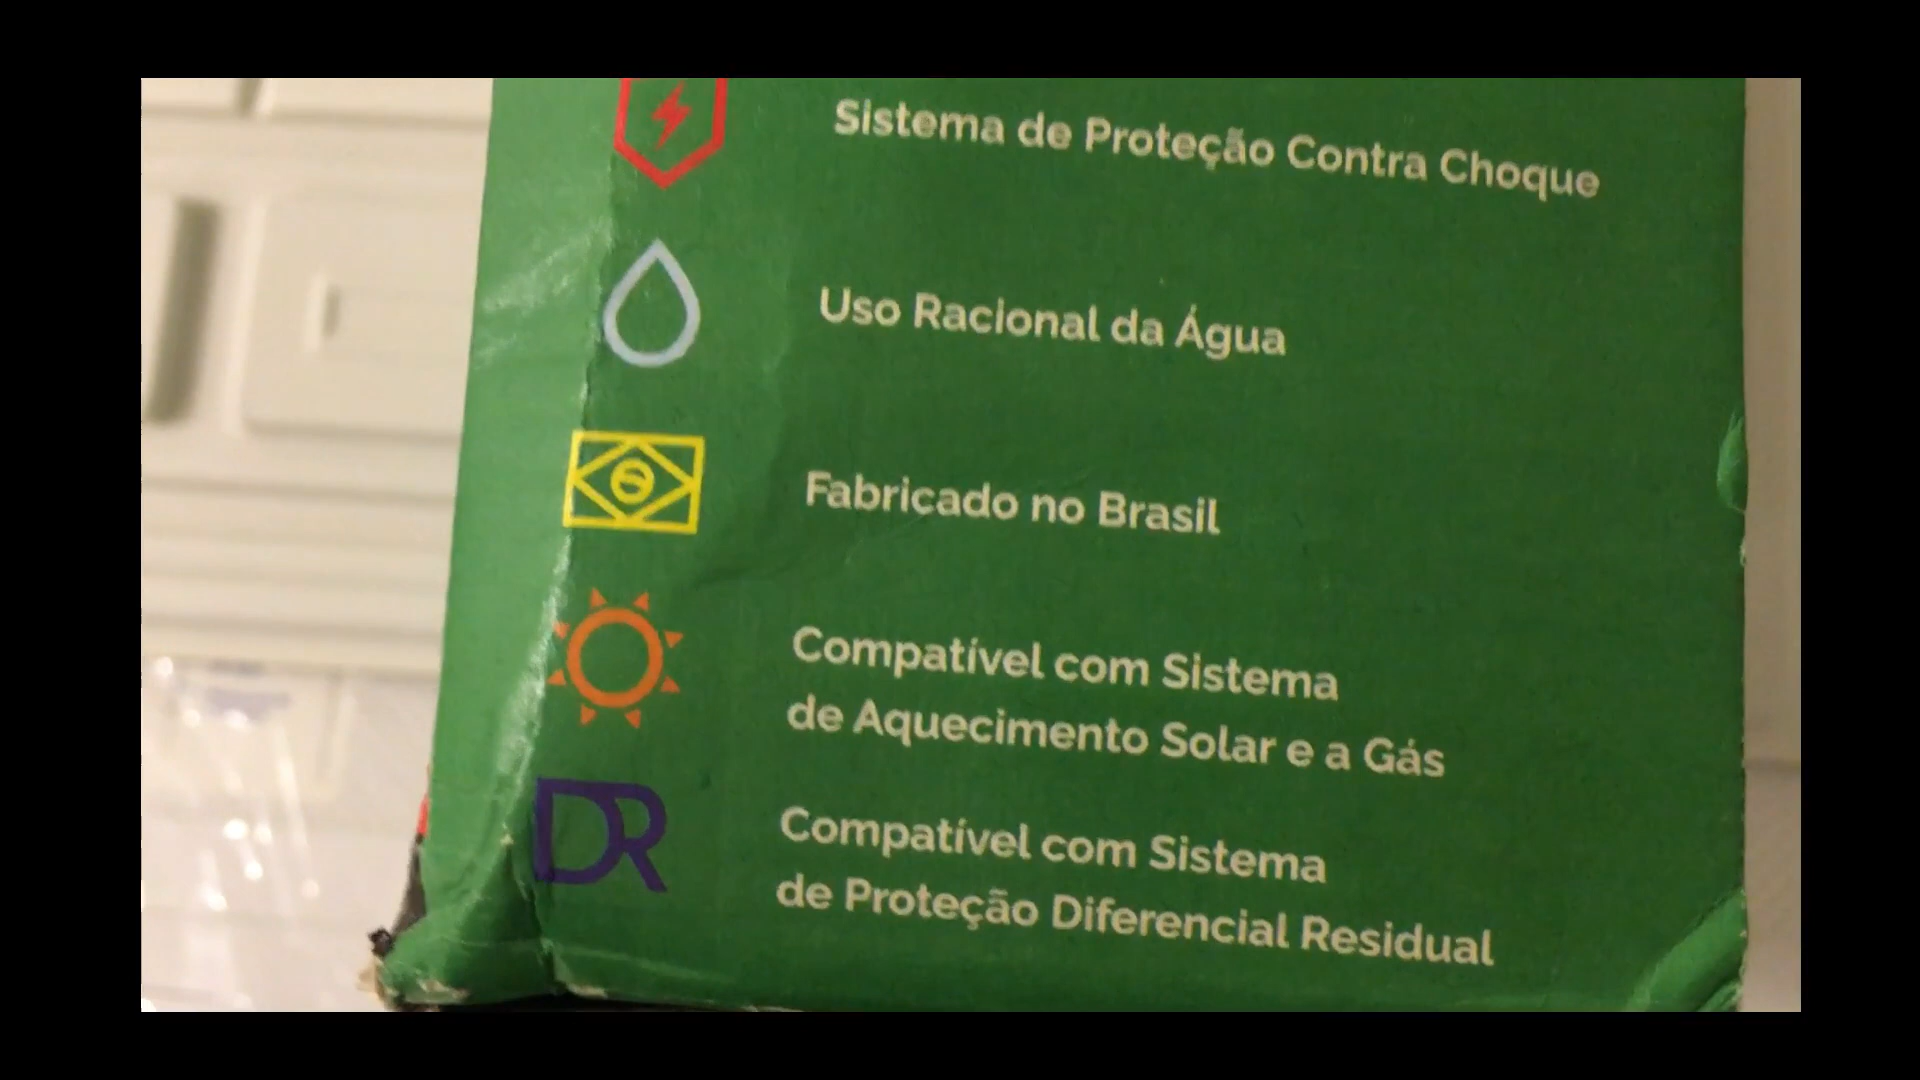 Sistema de Proteção Contra Choque
Uso Racional da Água
Fabricado no Brasil
Compatível com Sistema
de Aquecimento Solar e a Gás
DR
Compatível com Sistema
de Proteção Diferencial Residual